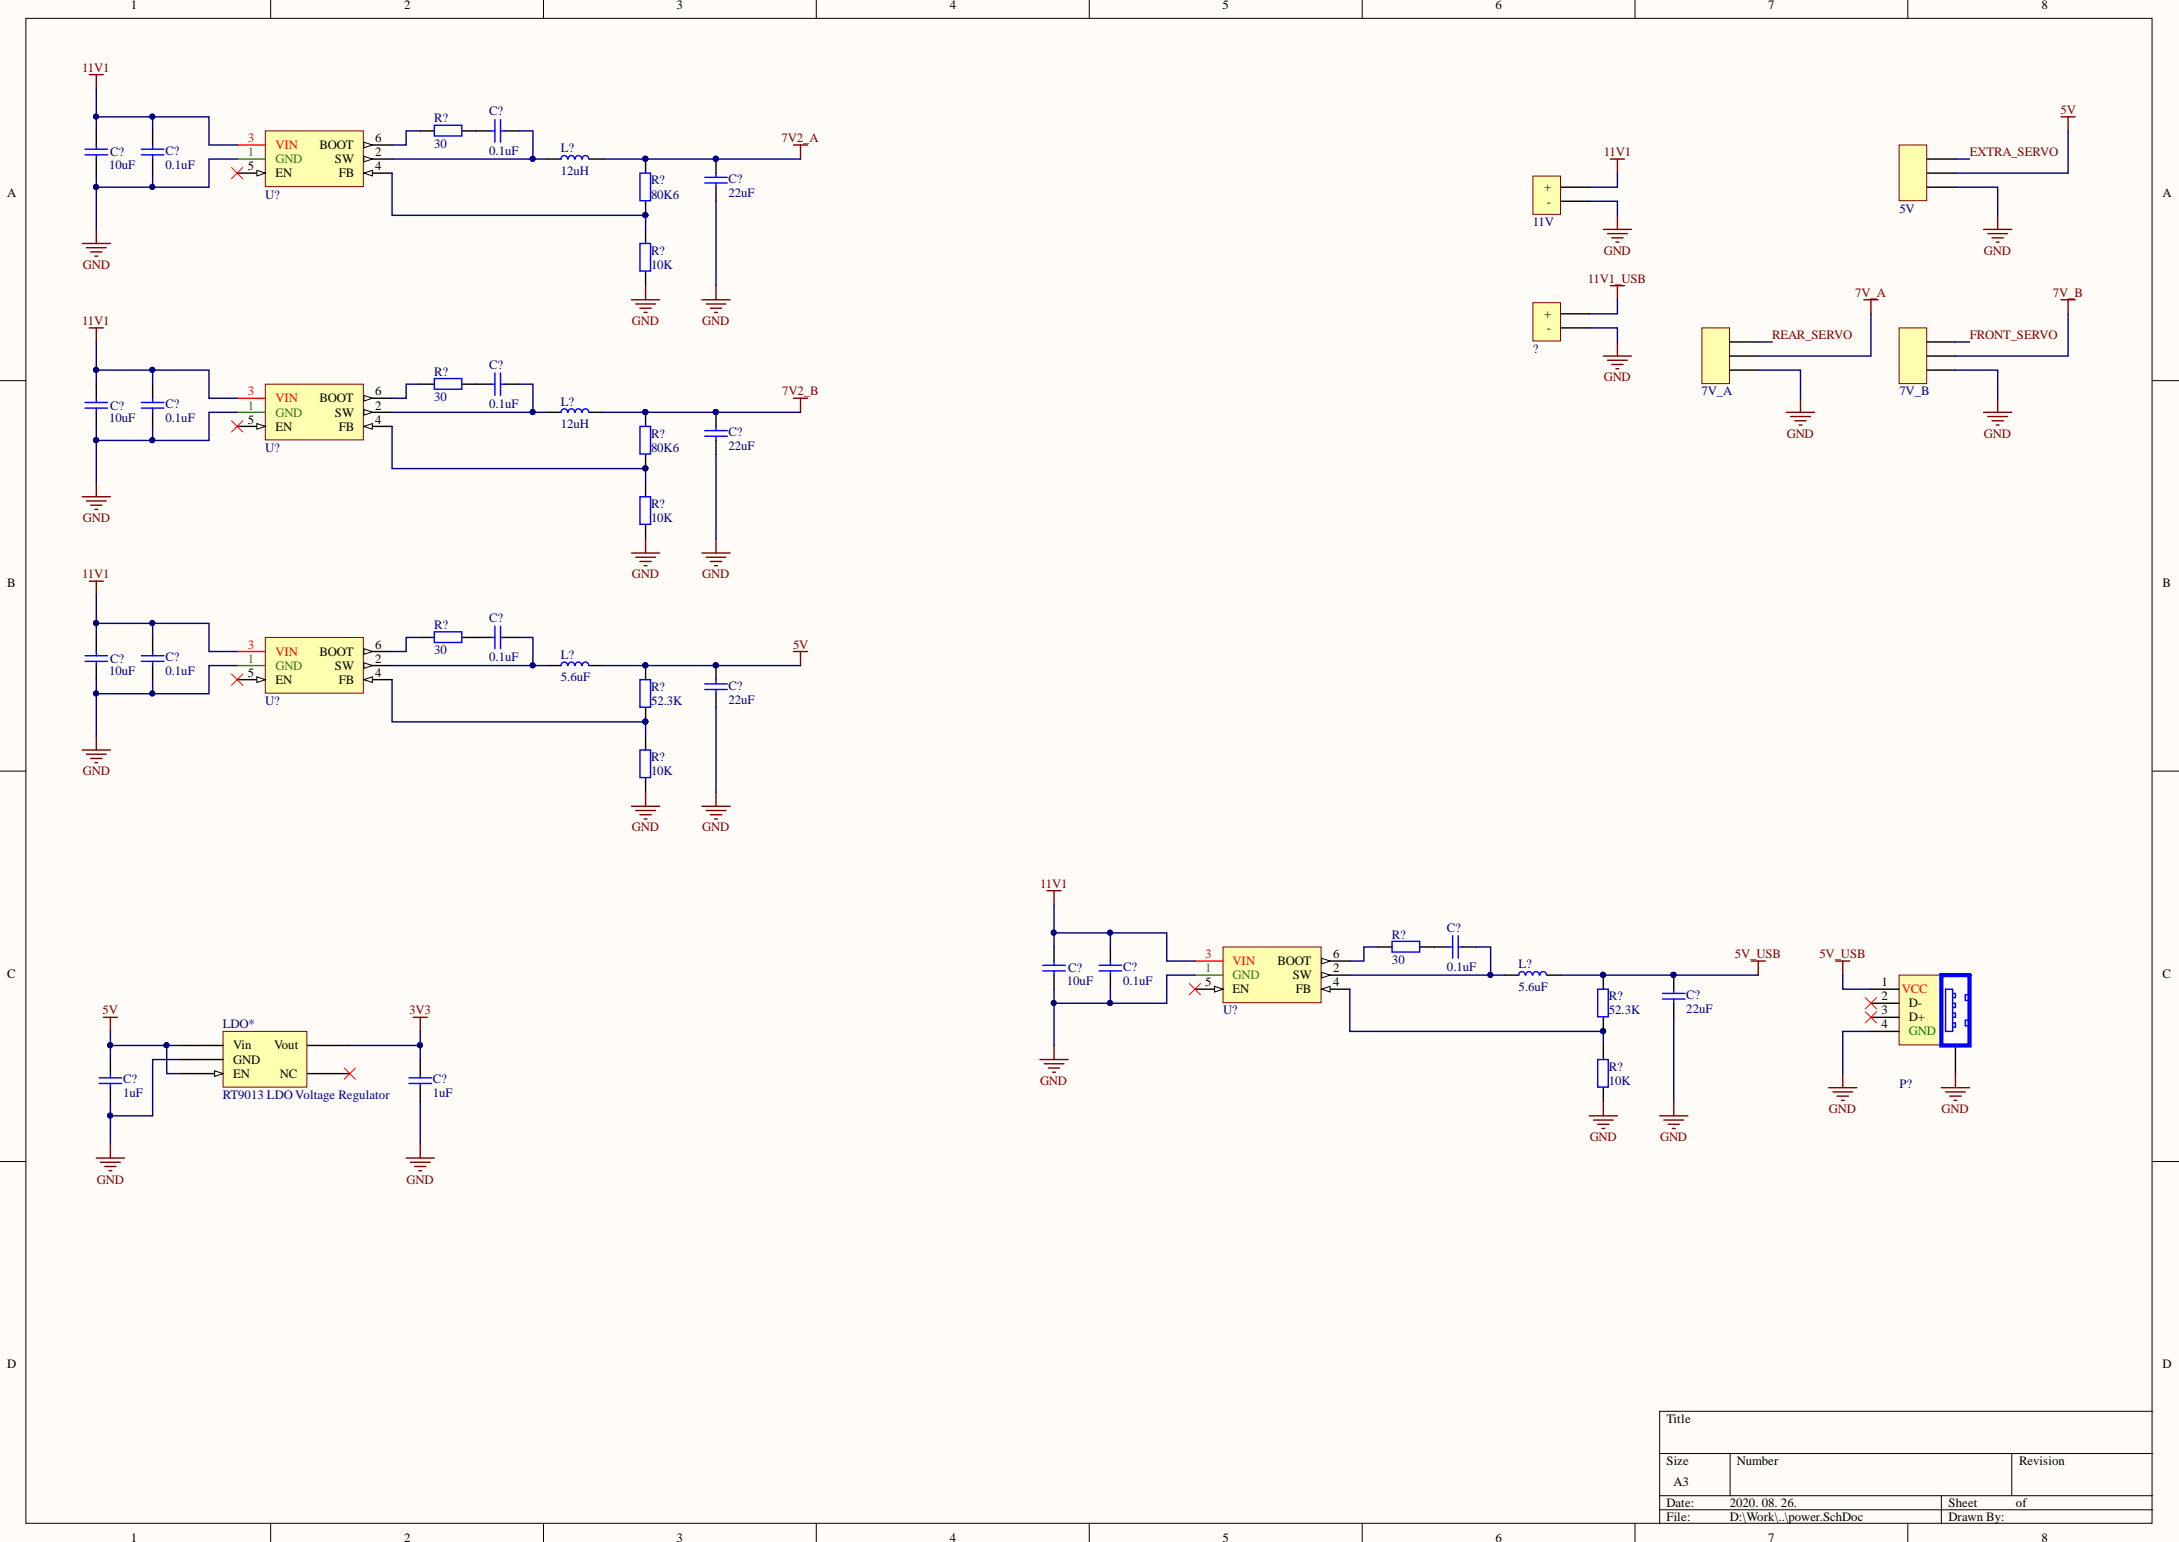 1 2 3 4 5 6 7 8
A
B
C
D
A
B
C
D
11V1
C?
10uF
C?
0.1uF
3 VIN BOOT 6
1 GND SW 2
5 EN FB 4
U?
R?
30
C?
0.1uF
L?
12uH
7V2_A
R?
80K6
C?
22uF
R?
10K
GND
GND
GND
11V1
C?
10uF
C?
0.1uF
3 VIN BOOT 6
1 GND SW 2
5 EN FB 4
U?
R?
30
C?
0.1uF
L?
12uH
7V2_B
R?
80K6
C?
22uF
R?
10K
GND
GND
GND
11V1
C?
10uF
C?
0.1uF
3 VIN BOOT 6
1 GND SW 2
5 EN FB 4
U?
R?
30
C?
0.1uF
L?
5.6uF
5V
R?
52.3K
C?
22uF
R?
10K
GND
GND
GND
5V
C?
1uF
LDO*
Vin Vout
GND
EN NC
RT9013 LDO Voltage Regulator
3V3
C?
1uF
GND
GND
11V1
+
-
11V
GND
11V1_USB
+
-
?
GND
5V
EXTRA_SERVO
5V
GND
7V_A
REAR_SERVO
7V_A
GND
7V_B
FRONT_SERVO
7V_B
GND
11V1
C?
10uF
C?
0.1uF
3 VIN BOOT 6
1 GND SW 2
5 EN FB 4
U?
R?
30
C?
0.1uF
L?
5.6uF
5V_USB
R?
52.3K
C?
22uF
R?
10K
GND
GND
GND
5V_USB
1 VCC
2 D-
3 D+
4 GND
P?
GND
GND
Title
Size Number Revision
A3
Date: 2020. 08. 26. Sheet of
File: D:\Work\..\power.SchDoc Drawn By:
1 2 3 4 5 6 7 8